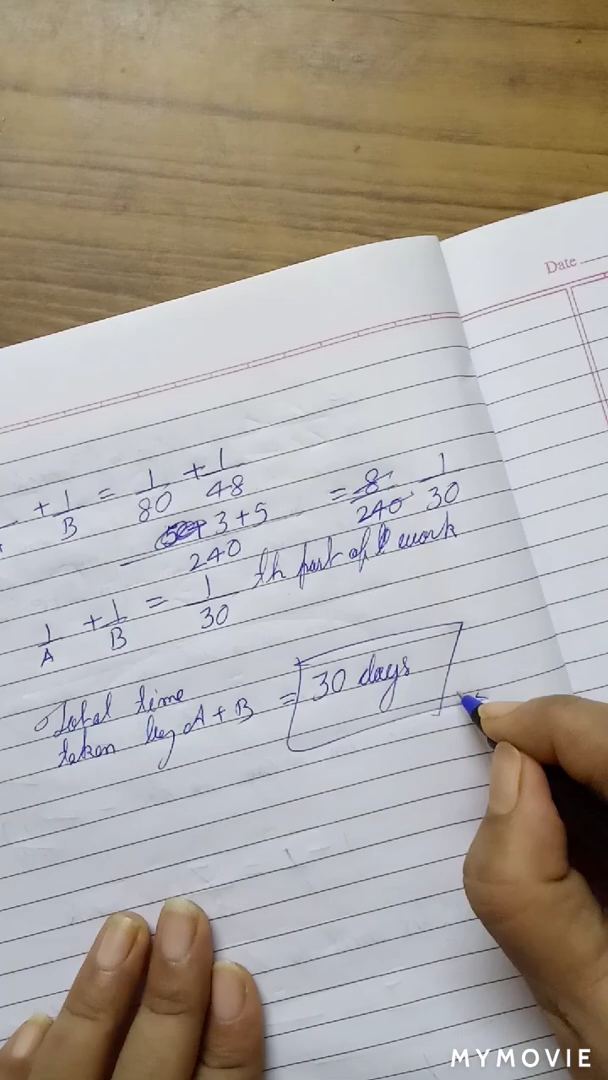 Date
1/A + 1/B = 1/80 + 1/48
3+5/240 = 8/240 1/30
1/A + 1/B = 1/30 th part of work
Total time
taken by A + B = 30 days
MYMOVIE